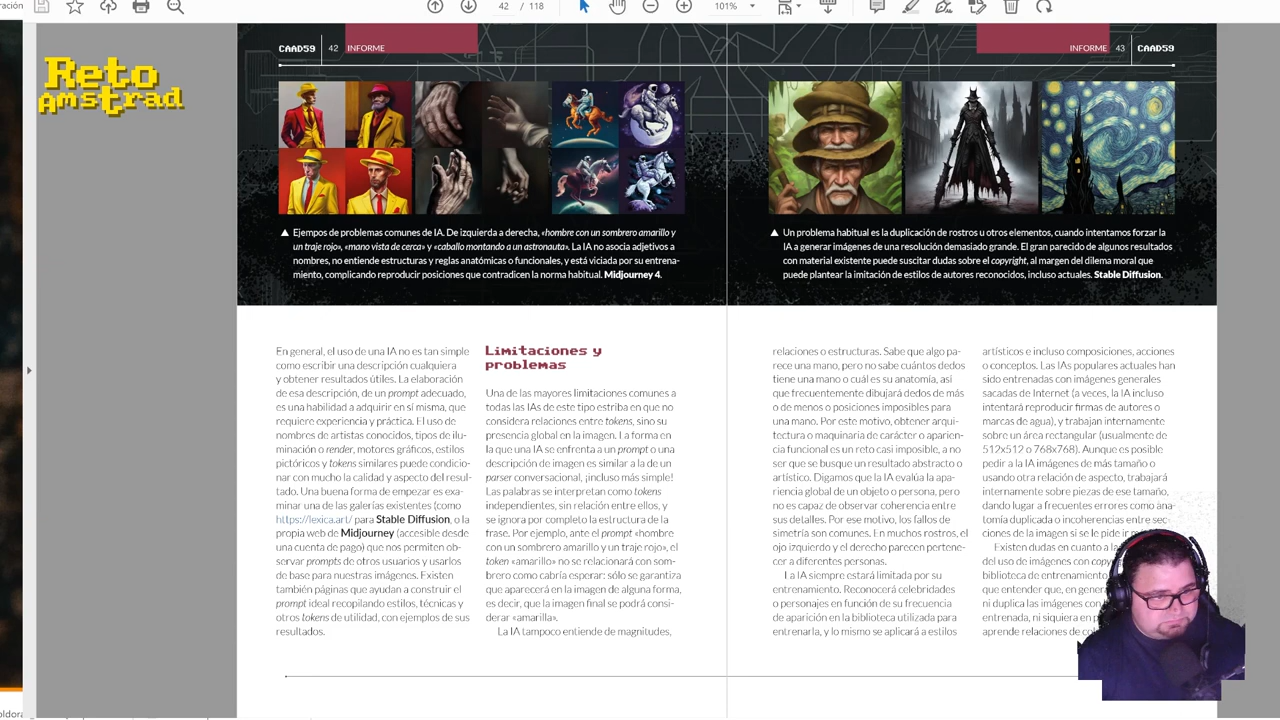 ración
42 / 118
101%
Reto
Amstrad
CAAD59 42 INFORME
INFORME 43 CAAD59
Ejemplos de problemas comunes de IA. De izquierda a derecha, «hombre con un sombrero amarillo y
un traje rojo», «mano vista de cerca» y «caballo montando a un astronauta». La IA no asocia adjetivos a
nombres, no entiende estructuras y reglas anatómicas o funcionales, y está viciada por su entrena-
miento, complicando reproducir posiciones que contradicen la norma habitual. Midjourney 4.
Un problema habitual es la duplicación de rostros u otros elementos, cuando intentamos forzar la
IA a generar imágenes de una resolución demasiado grande. El gran parecido de algunos resultados
con material existente puede suscitar dudas sobre el copyright, al margen del dilema moral que
puede plantear la imitación de estilos de autores reconocidos, incluso actuales. Stable Diffusion.
En general, el uso de una IA no es tan simple
como escribir una descripción cualquiera
y obtener resultados útiles. La elaboración
de esa descripción, de un prompt adecuado,
es una habilidad a adquirir en sí misma, que
requiere experiencia y práctica. El uso de
nombres de artistas conocidos, tipos de ilu-
minación o render, motores gráficos, estilos
pictóricos y tokens similares puede condicio-
nar con mucho la calidad y aspecto del resul-
tado. Una buena forma de empezar es exa-
minar una de las galerías existentes (como
https://lexica.art/ para Stable Diffusion, o la
propia web de Midjourney (accesible desde
una cuenta de pago) que nos permiten ob-
servar prompts de otros usuarios y usarlos
de base para nuestras imágenes. Existen
también páginas que ayudan a construir el
prompt ideal recopilando estilos, técnicas y
otros tokens de utilidad, con ejemplos de sus
resultados.
Limitaciones y
problemas
Una de las mayores limitaciones comunes a
todas las IAs de este tipo estriba en que no
considera relaciones entre tokens, sino su
presencia global en la imagen. La forma en
la que una IA se enfrenta a un prompt o una
descripción de imagen es similar a la de un
parser conversacional, ¡incluso más simple!
Las palabras se interpretan como tokens
independientes, sin relación entre ellos, y
se ignora por completo la estructura de la
frase. Por ejemplo, ante el prompt «hombre
con un sombrero amarillo y un traje rojo», el
token «amarillo» no se relacionará con som-
brero como cabría esperar: sólo se garantiza
que aparecerá en la imagen de alguna forma,
es decir, que la imagen final se podrá consi-
derar «amarilla».
La IA tampoco entiende de magnitudes,
relaciones o estructuras. Sabe que algo pa-
rece una mano, pero no sabe cuántos dedos
tiene una mano o cuál es su anatomía, así
que frecuentemente dibujará dedos de más
o de menos o posiciones imposibles para
una mano. Por este motivo, obtener arqui-
tectura o maquinaria de carácter o aparien-
cia funcional es un reto casi imposible, a no
ser que se busque un resultado abstracto o
artístico. Digamos que la IA evalúa la apa-
riencia global de un objeto o persona, pero
no es capaz de observar coherencia entre
sus detalles. Por ese motivo, los fallos de
simetría son comunes. En muchos rostros, el
ojo izquierdo y el derecho parecen pertene-
cer a diferentes personas.
La IA siempre estará limitada por su
entrenamiento. Reconocerá celebridades
o personajes en función de su frecuencia
de aparición en la biblioteca utilizada para
entrenarla, y lo mismo se aplicará a estilos
artísticos e incluso composiciones, acciones
o conceptos. Las IAs populares actuales han
sido entrenadas con imágenes generales
sacadas de Internet (a veces, la IA incluso
intentará reproducir firmas de autores o
marcas de agua), y trabajan internamente
sobre un área rectangular (usualmente de
512x512 o 768x768). Aunque es posible
pedir a la IA imágenes de más tamaño o
usando otra relación de aspecto, trabajará
internamente sobre piezas de ese tamaño,
dando lugar a frecuentes errores como ana-
tomía duplicada o incoherencias entre sec-
ciones de la imagen si se le pide ir
Existen dudas en cuanto a la
del uso de imágenes con
biblioteca de entrenamiento
que entender que, en genera
ni duplica las imágenes con
entrenada, ni siquiera en
aprende relaciones de